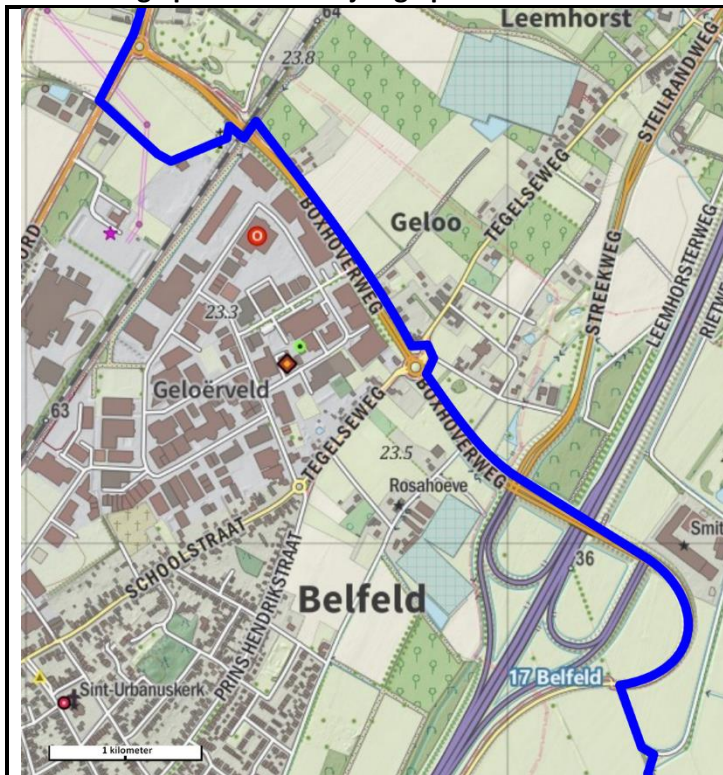 64
Leemhorst
23.8
STEILRANDWEG
TEGELSEWEG
BOXHOVERWEG
Geloo
STREEKWEG
LEEMHORSTERWEG
23.3
Geloërveld
63
BOXHOVERWEG
TEGELSEWEG
23.5
Rosahoeve
SCHOOLSTRAAT
PRINS HENDRIKSTRAAT
36
Belfeld
17 Belfeld
Sint-Urbanuskerk
1 kilometer